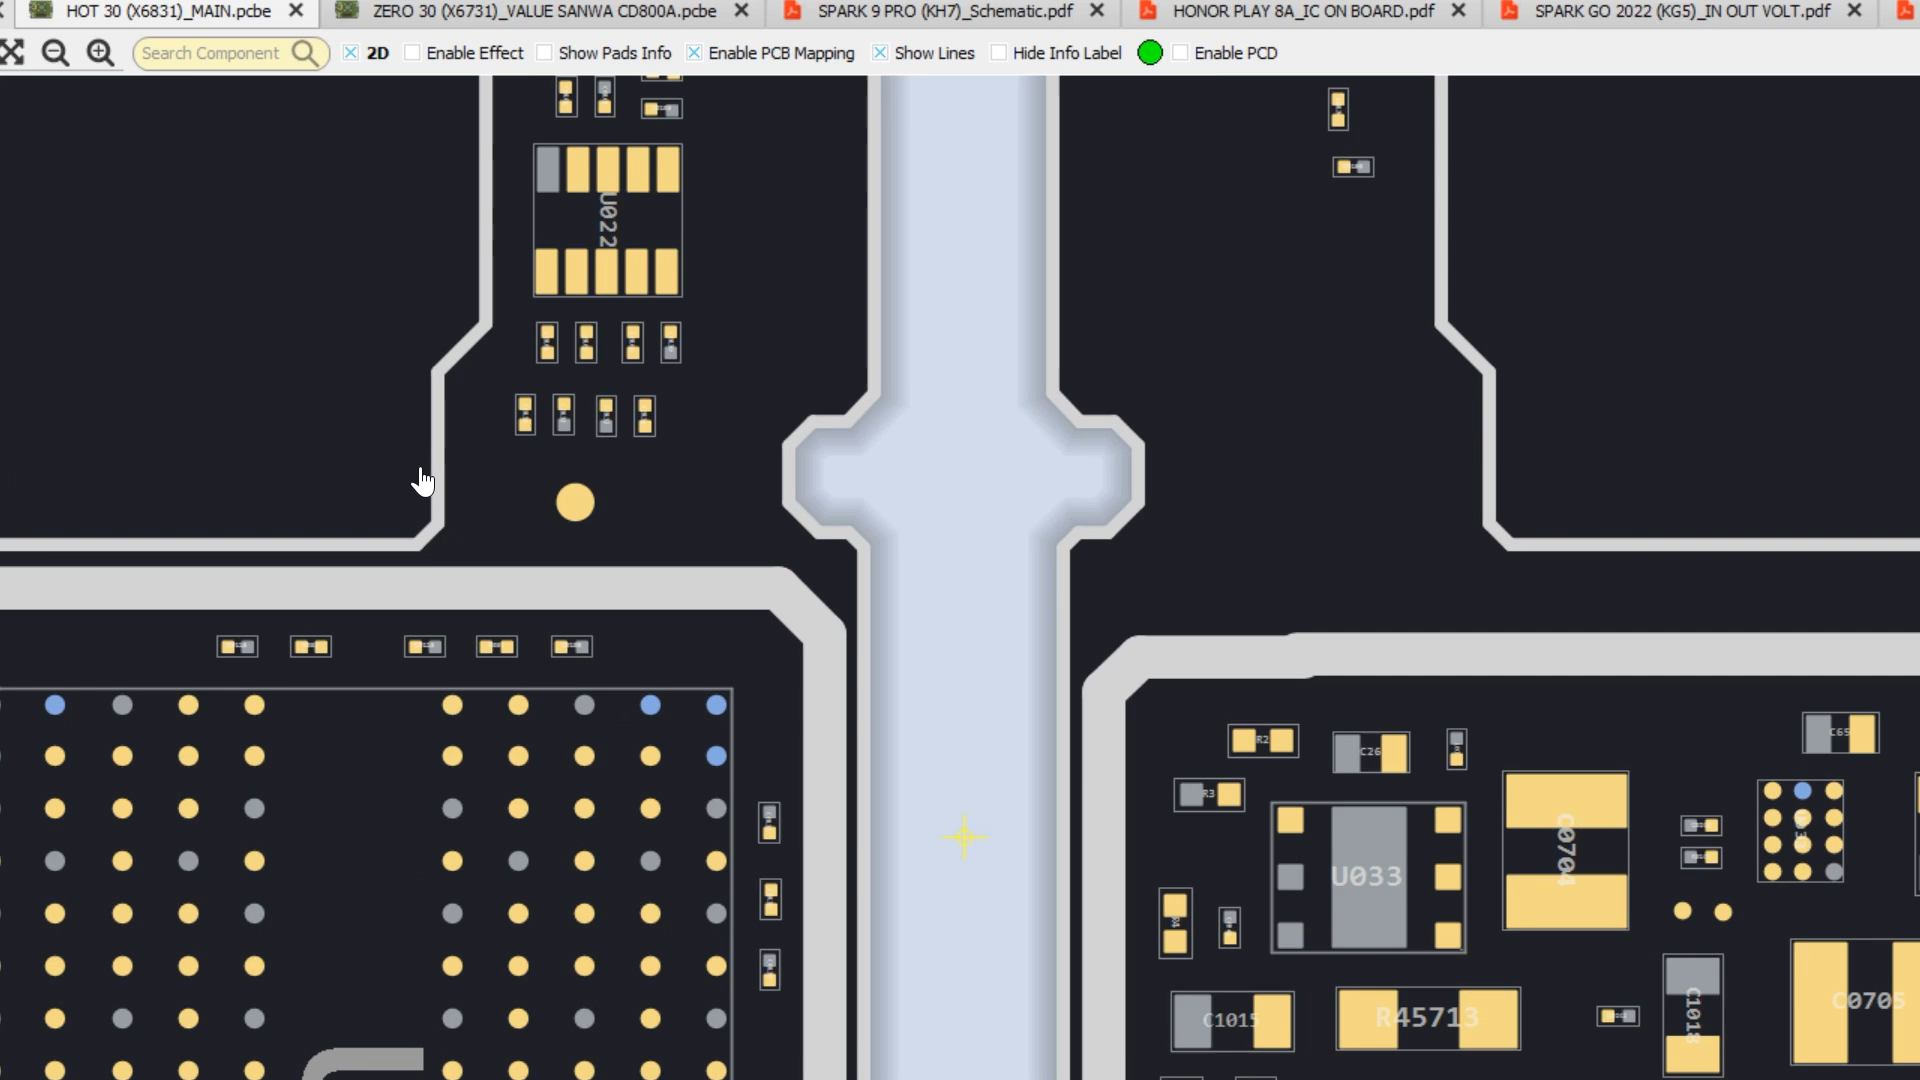 HOT 30 (X6831)_MAIN.pcbe
ZERO 30 (X6731)_VALUE SANWA CD800A.pcbe
SPARK 9 PRO (KH7)_Schematic.pdf
HONOR PLAY 8A_IC ON BOARD.pdf
SPARK GO 2022 (KG5)_IN OUT VOLT.pdf
Search Component
2D
Enable Effect
Show Pads Info
Enable PCB Mapping
Show Lines
Hide Info Label
Enable PCD
U022
R2
C26
C65
R3
U033
C0704
C1015
R45713
C1018
C0705